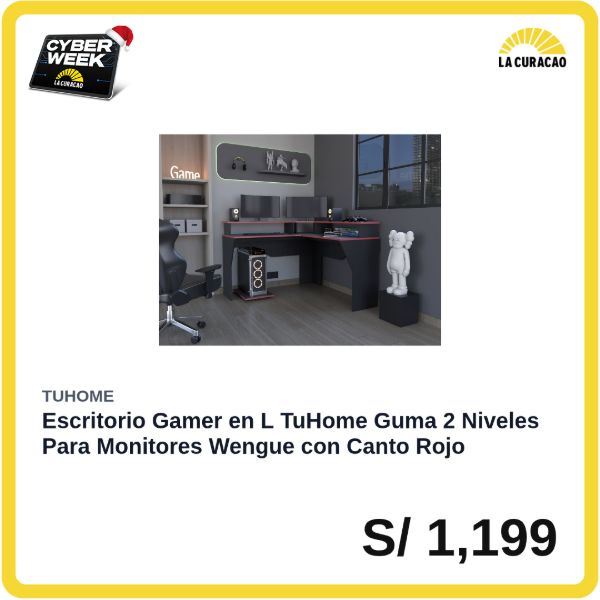 CYBER
WEEK
LA CURACAO
LA CURACAO
Game
TUHOME
Escritorio Gamer en L TuHome Guma 2 Niveles
Para Monitores Wengue con Canto Rojo
S/ 1,199